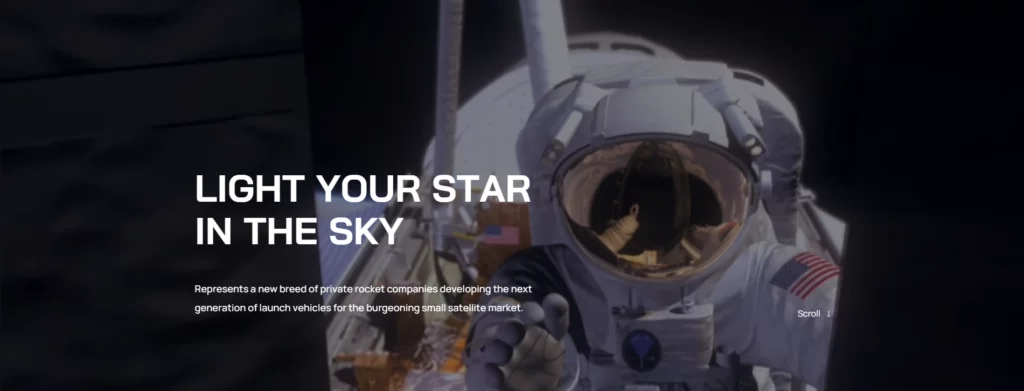 LIGHT YOUR STAR
IN THE SKY
Represents a new breed of private rocket companies developing the next
generation of launch vehicles for the burgeoning small satellite market.
Scroll ↓